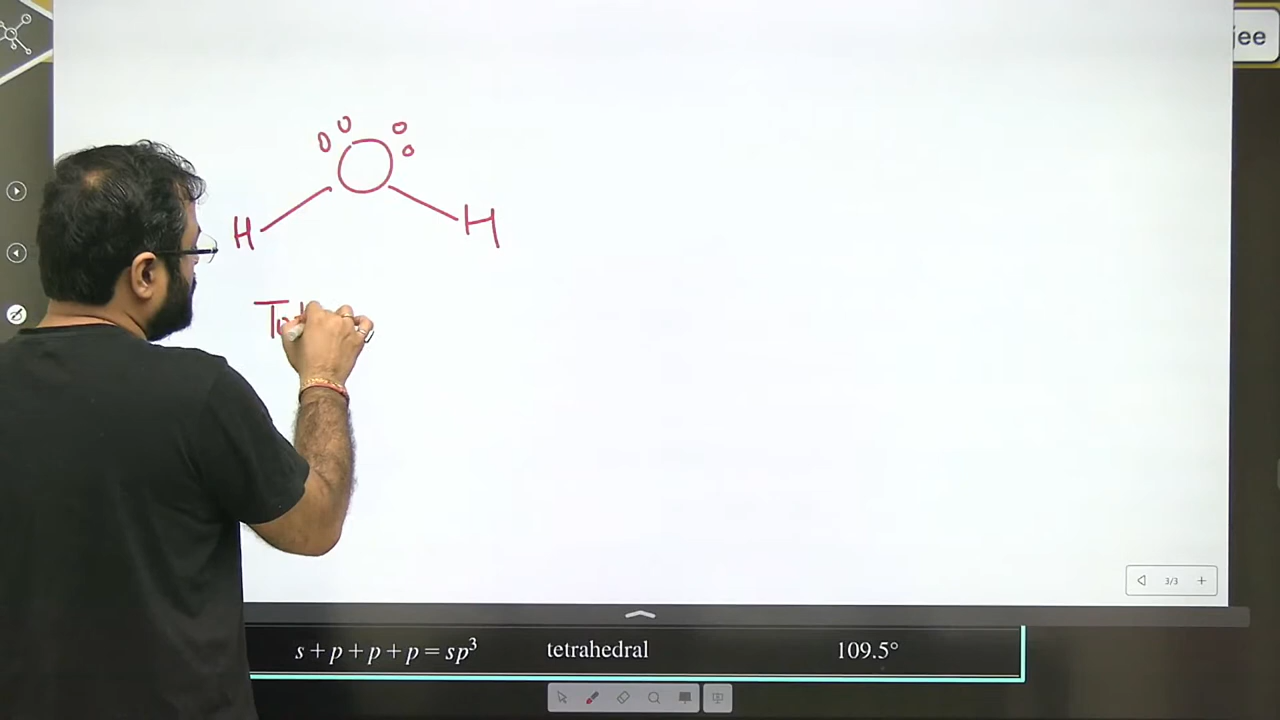 jee
O
H H
3/3
s + p + p + p = sp³ tetrahedral 109.5°